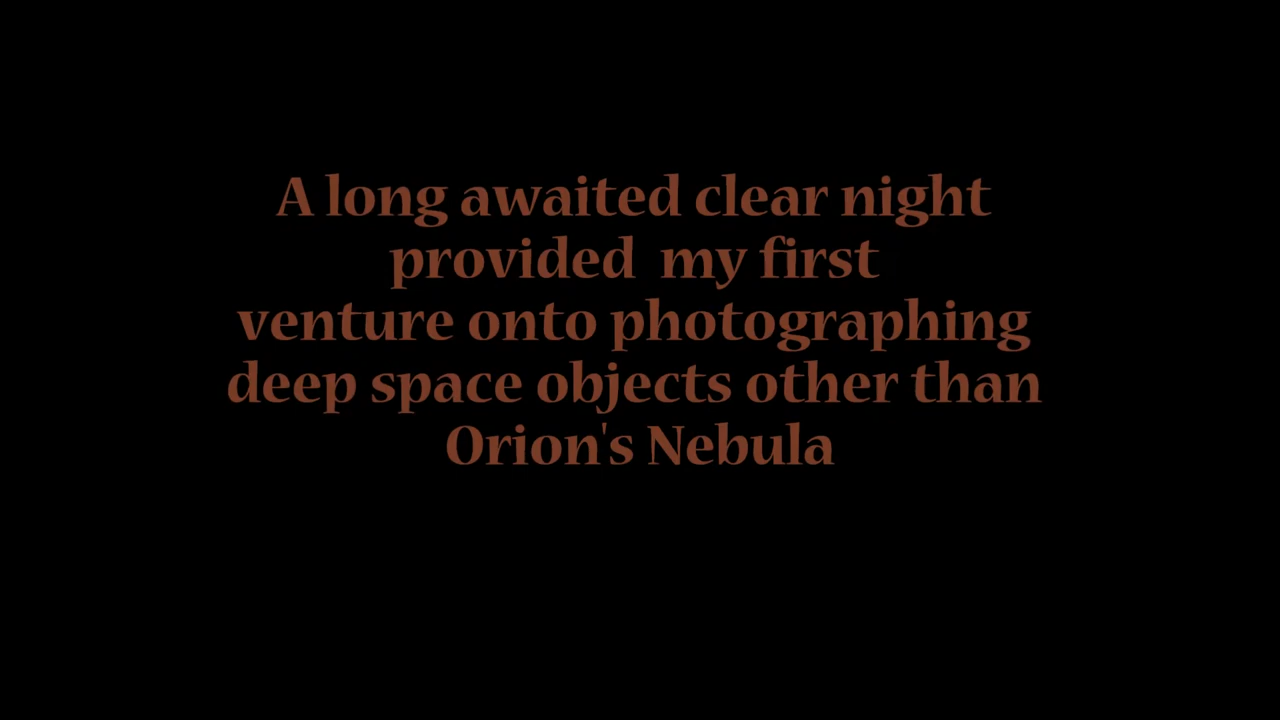 A long awaited clear night
provided  my first
venture onto photographing
deep space objects other than
Orion's Nebula